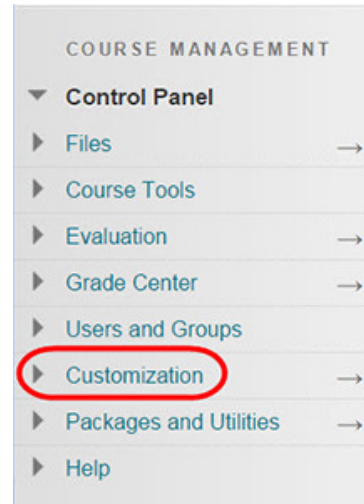 COURSE MANAGEMENT
Control Panel
Files
Course Tools
Evaluation
Grade Center
Users and Groups
Customization
Packages and Utilities
Help